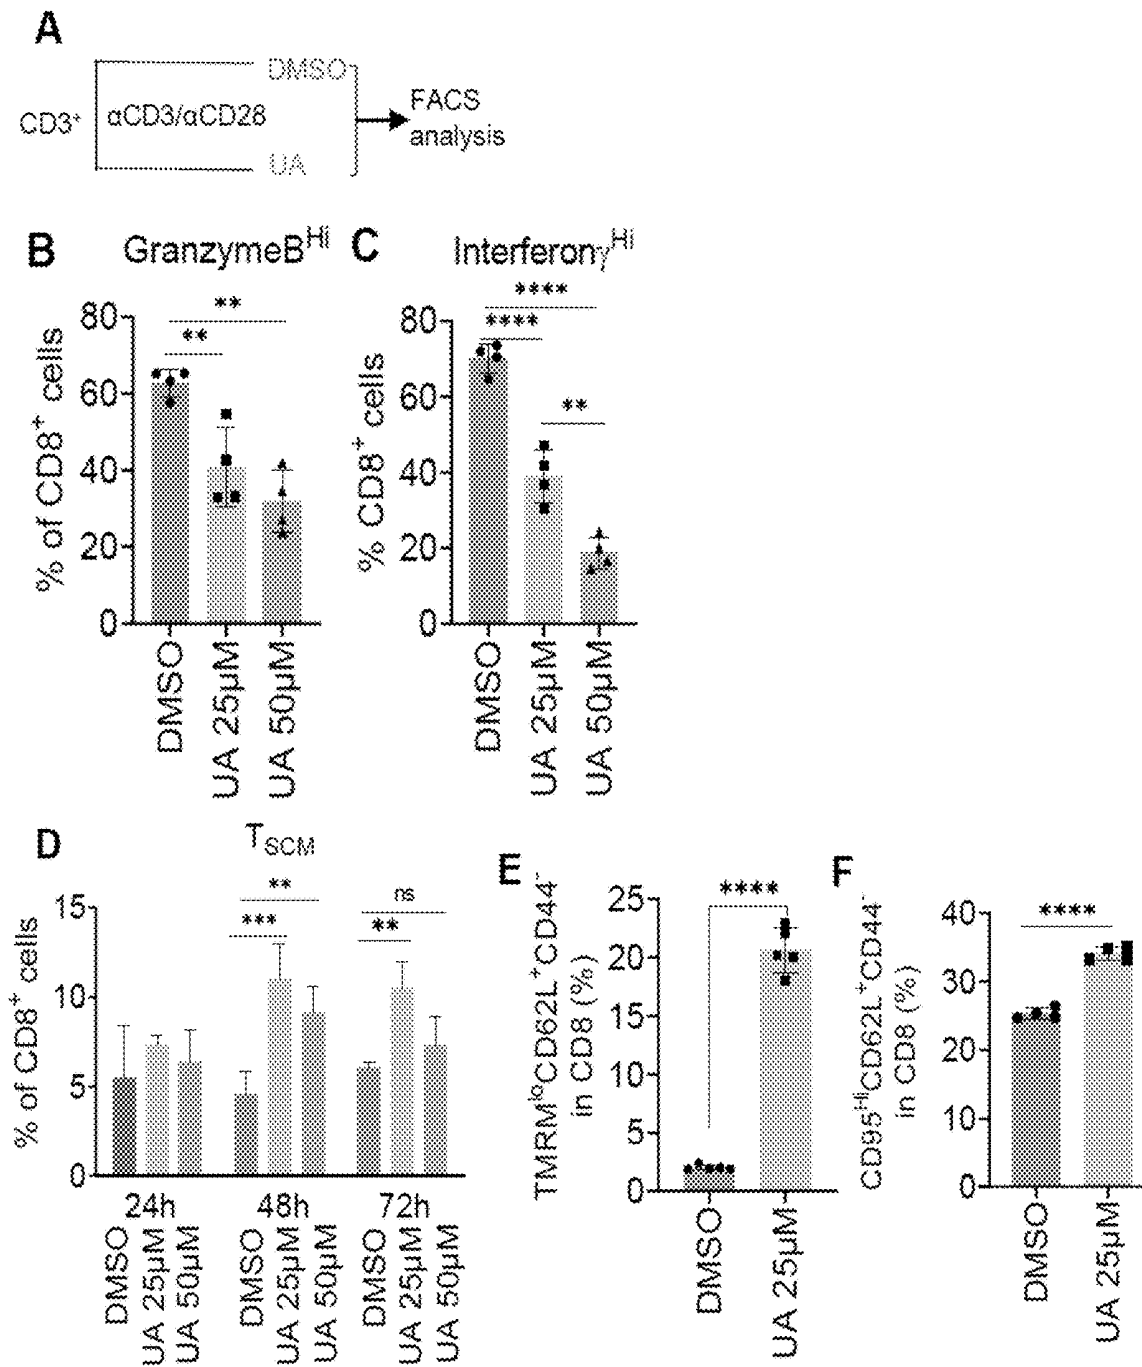 A
CD3⁺
αCD3/αCD28
DMSO
UA
FACS
analysis
B
GranzymeB^Hi
% of CD8⁺ cells
80
60
40
20
0
**
**
DMSO
UA 25µM
UA 50µM
C
Interferonγ^Hi
% CD8⁺ cells
80
60
40
20
0
****
****
**
DMSO
UA 25µM
UA 50µM
D
T_SCM
% of CD8⁺ cells
15
10
5
0
**
***
ns
**
24h
48h
72h
DMSO
UA 25µM
UA 50µM
DMSO
UA 25µM
UA 50µM
DMSO
UA 25µM
UA 50µM
E
TMRM^lo CD62L⁺CD44⁻
in CD8 (%)
25
20
15
10
5
0
****
DMSO
UA 25µM
F
CD95^Hi CD62L⁺CD44⁻
in CD8 (%)
40
30
20
10
0
****
DMSO
UA 25µM